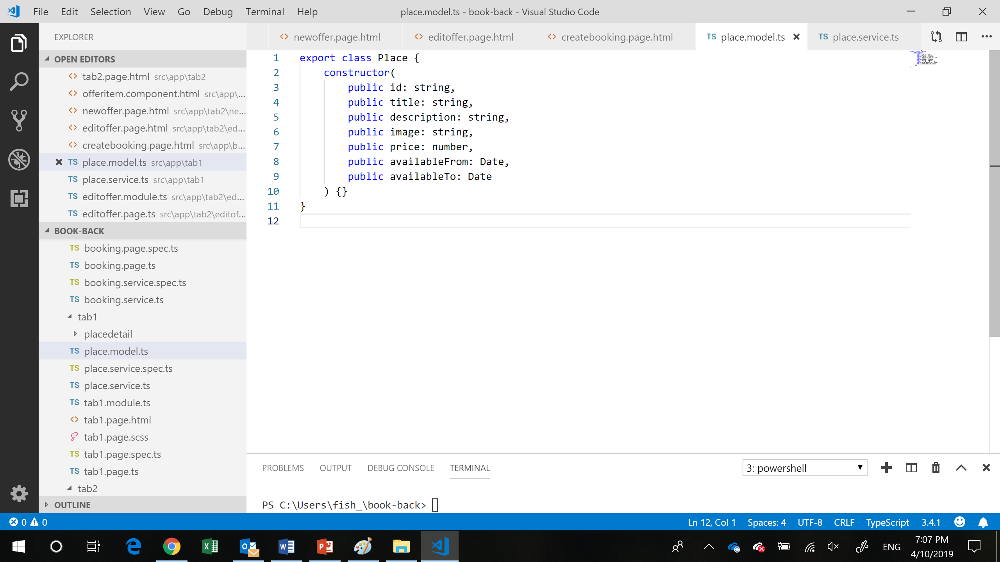 File Edit Selection View Go Debug Terminal Help place.model.ts - book-back - Visual Studio Code
EXPLORER
OPEN EDITORS
tab2.page.html src\app\tab2
offeritem.component.html src\app\...
newoffer.page.html src\app\tab2\ne...
editoffer.page.html src\app\tab2\ed...
createbooking.page.html src\app\b...
TS place.model.ts src\app\tab1
TS place.service.ts src\app\tab1
TS editoffer.module.ts src\app\tab2\ed...
TS editoffer.page.ts src\app\tab2\editof...
BOOK-BACK
TS booking.page.spec.ts
TS booking.page.ts
TS booking.service.spec.ts
TS booking.service.ts
tab1
placedetail
TS place.model.ts
TS place.service.spec.ts
TS place.service.ts
TS tab1.module.ts
tab1.page.html
tab1.page.scss
TS tab1.page.spec.ts
TS tab1.page.ts
tab2
OUTLINE
newoffer.page.html editoffer.page.html createbooking.page.html TS place.model.ts TS place.service.ts
1 export class Place {
2 constructor(
3 public id: string,
4 public title: string,
5 public description: string,
6 public image: string,
7 public price: number,
8 public availableFrom: Date,
9 public availableTo: Date
10 ) {}
11 }
12
PROBLEMS OUTPUT DEBUG CONSOLE TERMINAL 3: powershell
PS C:\Users\fish_\book-back>
0 0 Ln 12, Col 1 Spaces: 4 UTF-8 CRLF TypeScript 3.4.1
ENG 7:07 PM
4/10/2019